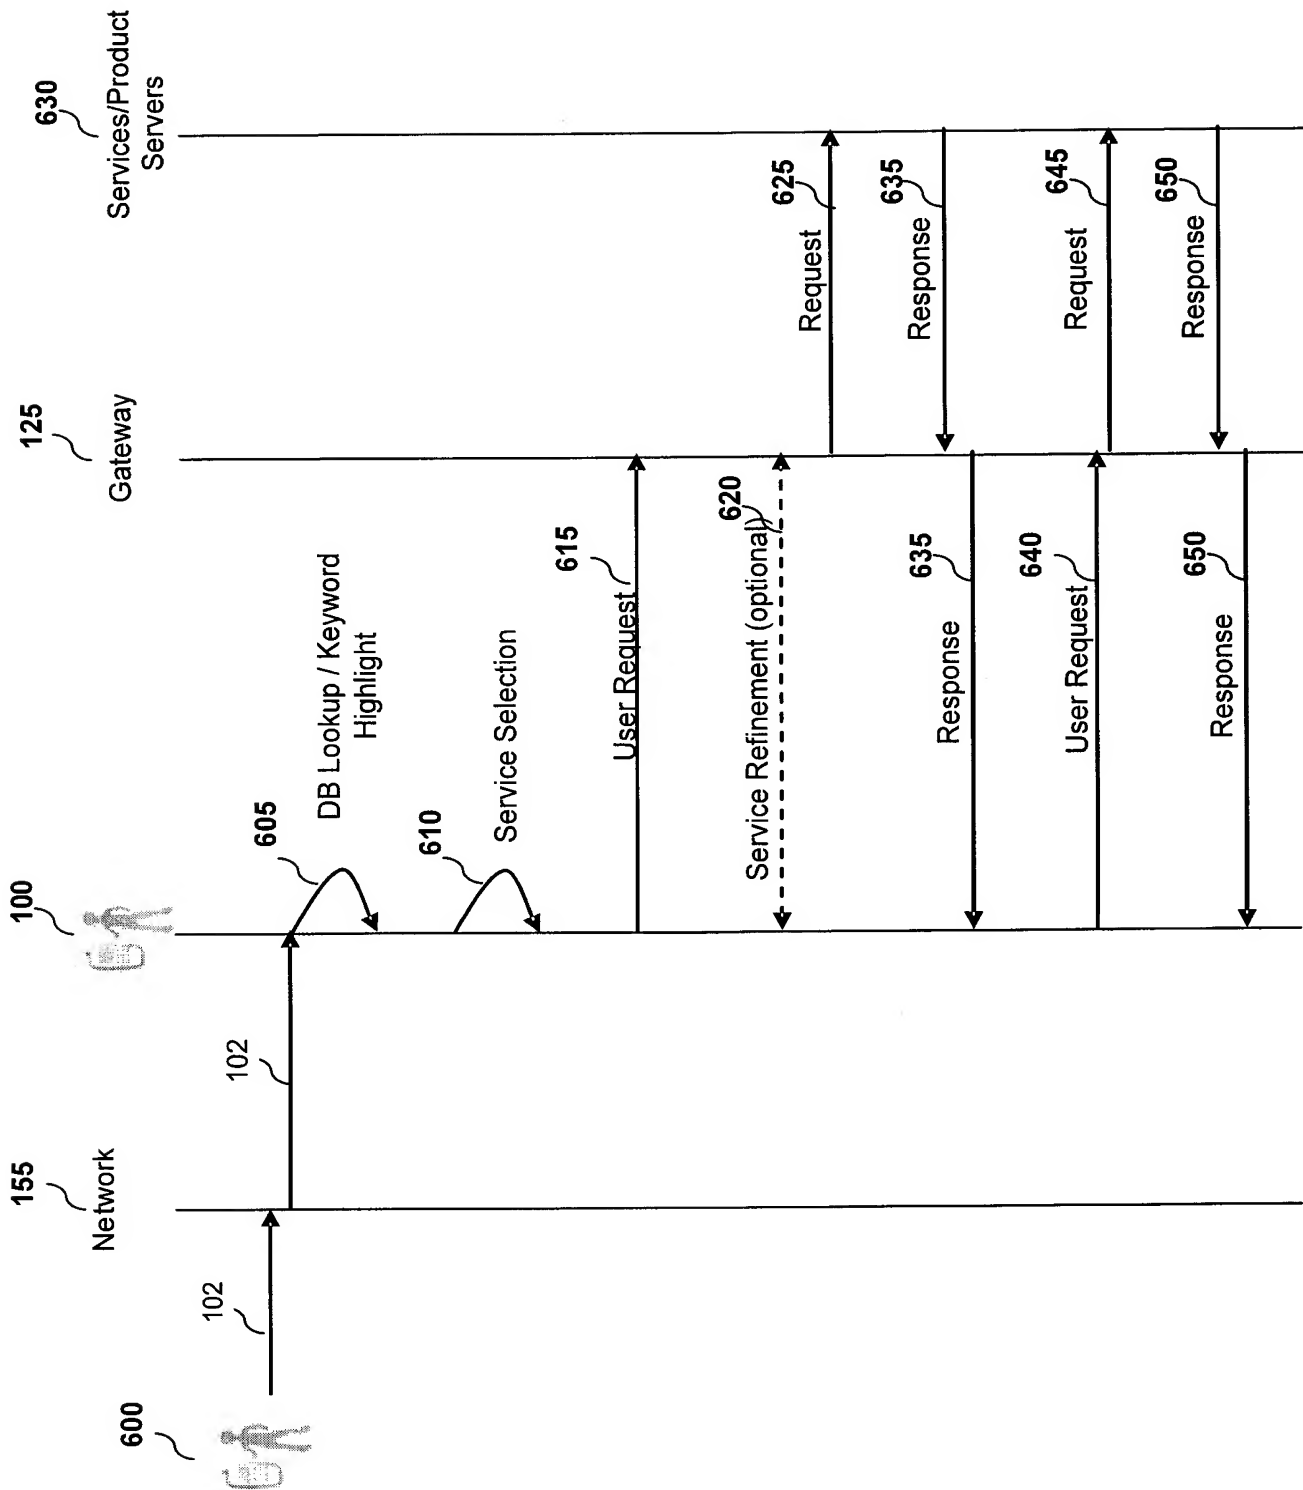 600
102
155
Network
102
100
605
DB Lookup / Keyword
Highlight
610
Service Selection
125
Gateway
630
Services/Product
Servers
615
User Request
620
Service Refinement (optional)
625
Request
635
Response
635
Response
640
User Request
645
Request
650
Response
650
Response